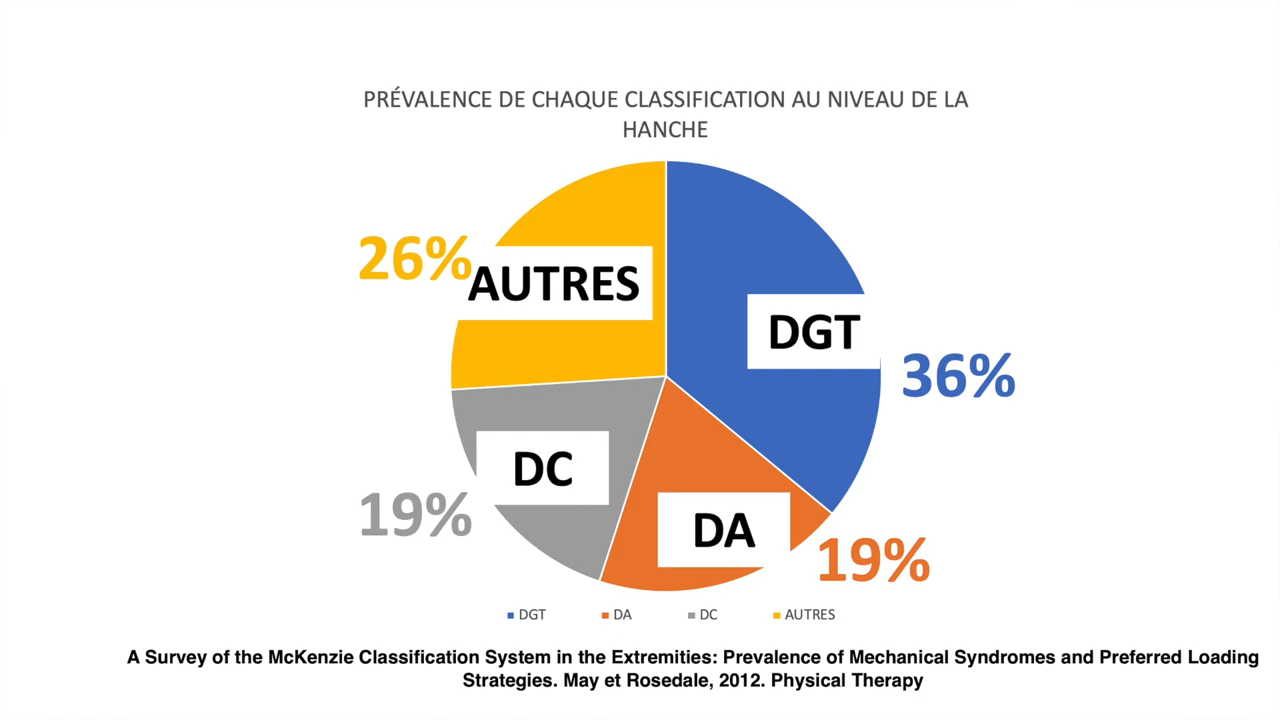 PRÉVALENCE DE CHAQUE CLASSIFICATION AU NIVEAU DE LA
HANCHE
26%
AUTRES
DGT
36%
DC
19%
DA
19%
DGT DA DC AUTRES
A Survey of the McKenzie Classification System in the Extremities: Prevalence of Mechanical Syndromes and Preferred Loading
Strategies. May et Rosedale, 2012. Physical Therapy